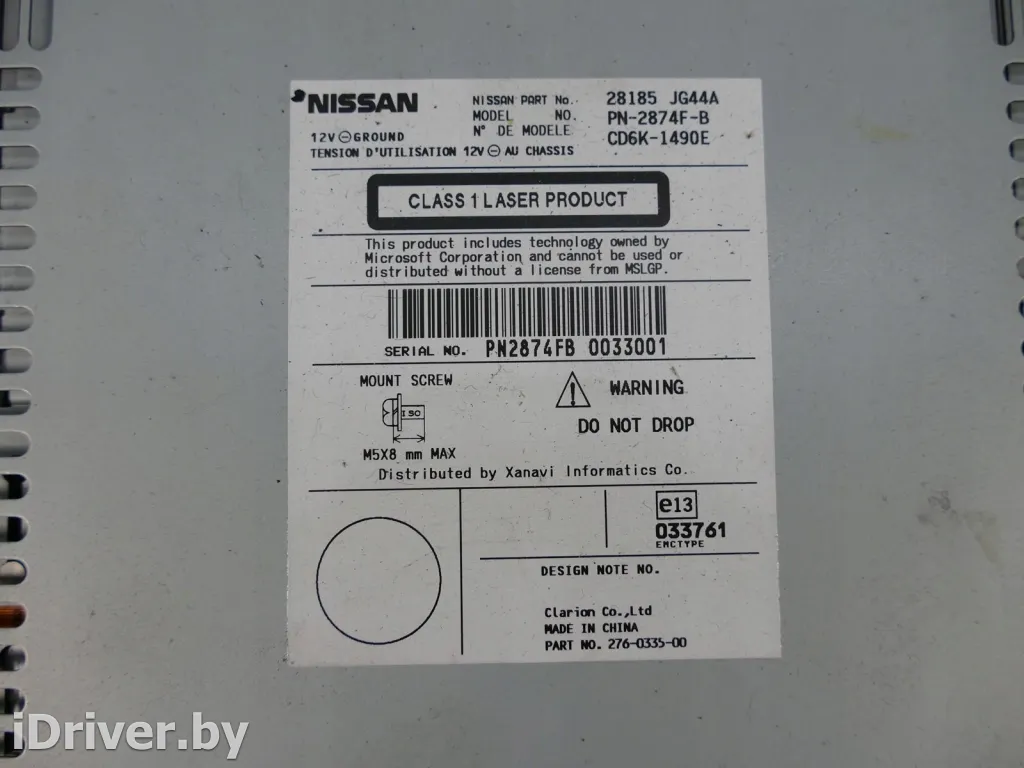 NISSAN
NISSAN PART No. 28185 JG44A
MODEL NO. PN-2874F-B
N° DE MODELE CD6K-1490E
12V ⊖ GROUND
TENSION D'UTILISATION 12V ⊖ AU CHASSIS
CLASS 1 LASER PRODUCT
This product includes technology owned by
Microsoft Corporation and cannot be used or
distributed without a license from MSLGP.
SERIAL NO. PN2874FB 0033001
MOUNT SCREW
ISO
M5X8 mm MAX
WARNING
DO NOT DROP
Distributed by Xanavi Informatics Co.
e13
033761
EMCTYPE
DESIGN NOTE NO.
Clarion Co.,Ltd
MADE IN CHINA
PART NO. 276-0335-00
iDriver.by